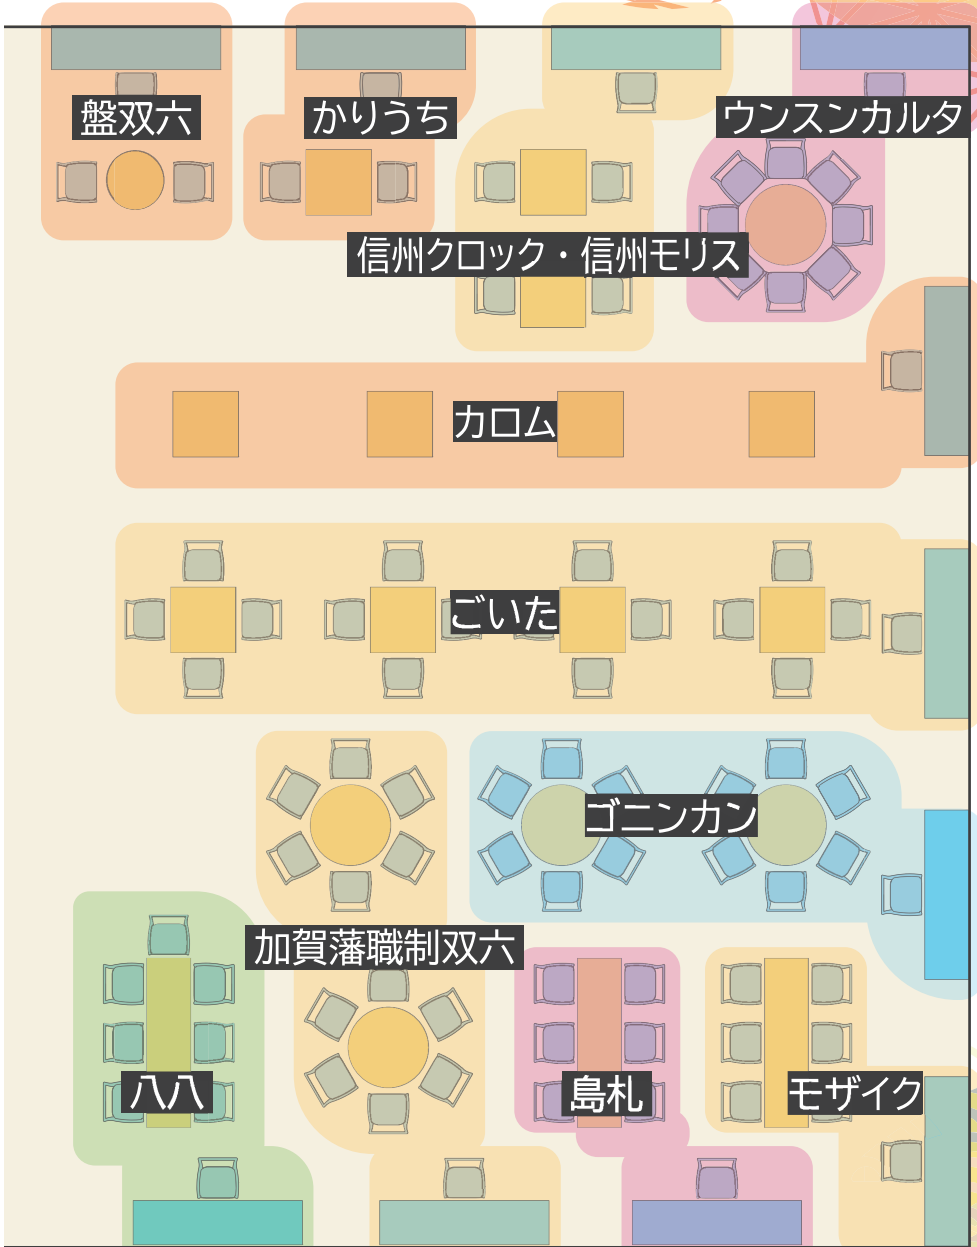 盤双六
かりうち
ウンスンカルタ
信州クロック・信州モリス
カロム
ごいた
ゴニンカン
加賀藩職制双六
八八
島札
モザイク